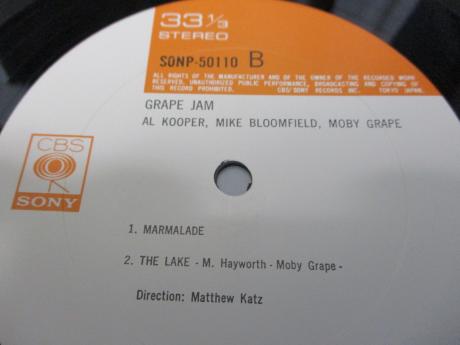 33 1/3
STEREO
SONP-50110 B
ALL RIGHTS OF THE MANUFACTURER AND OF THE OWNER OF THE RECORDED WORK
RESERVED. UNAUTHORIZED PUBLIC PERFORMANCE, BROADCASTING AND COPYING OF
THIS RECORD PROHIBITED. CBS/SONY RECORDS INC. TOKYO JAPAN.
GRAPE JAM
AL KOOPER, MIKE BLOOMFIELD, MOBY GRAPE
CBS
SONY
1. MARMALADE
2. THE LAKE - M. Hayworth - Moby Grape -
Direction: Matthew Katz